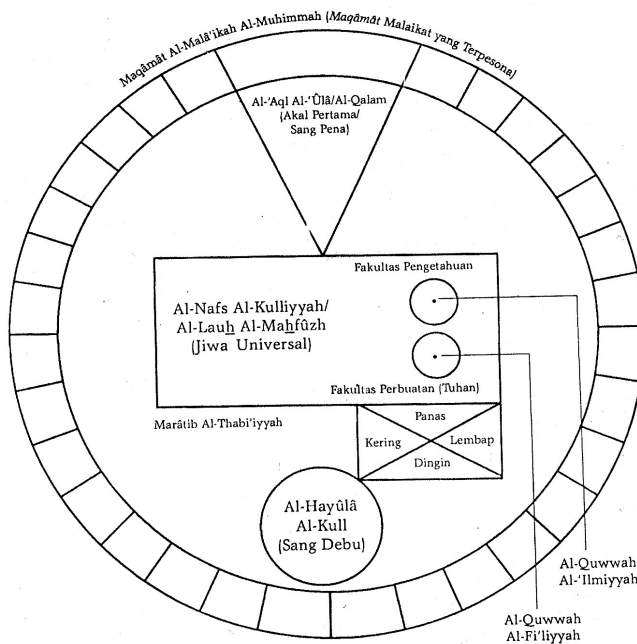 Maqâmât Al-Malâ'ikah Al-Muhimmah (Maqâmât Malaikat yang Terpesona)
Al-'Aql Al-'Ûlâ/Al-Qalam
(Akal Pertama/
Sang Pena)
Fakultas Pengetahuan
Al-Nafs Al-Kulliyyah/
Al-Lauh Al-Mahfûzh
(Jiwa Universal)
Fakultas Perbuatan (Tuhan)
Marâtib Al-Thabi'iyyah
Panas
Kering
Lembap
Dingin
Al-Hayûlâ
Al-Kull
(Sang Debu)
Al-Quwwah
Al-'Ilmiyyah
Al-Quwwah
Al-Fi'liyyah